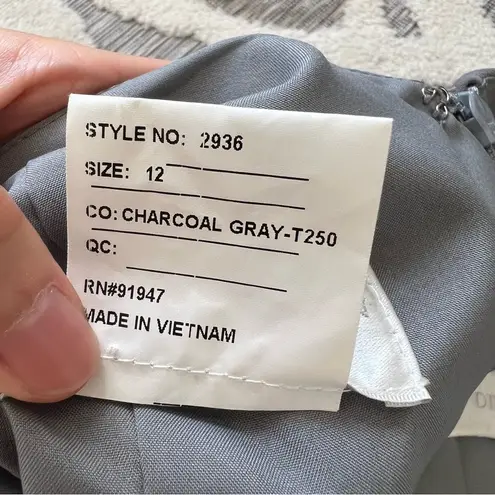 STYLE NO: 2936
SIZE: 12
CO: CHARCOAL GRAY-T250
QC:
RN#91947
MADE IN VIETNAM